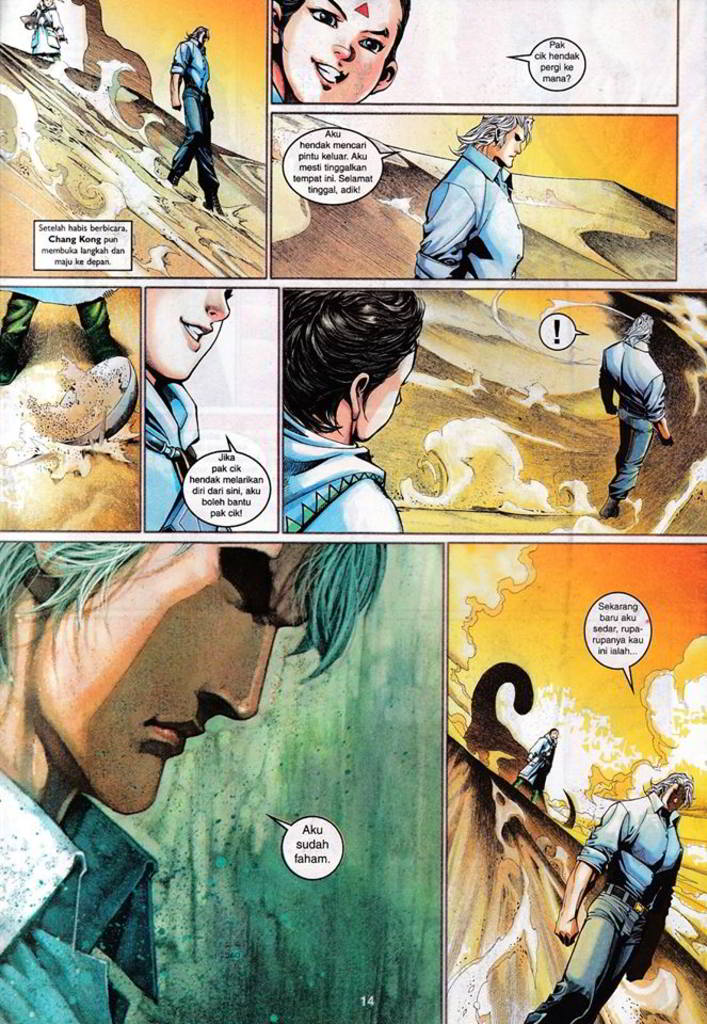 Pak
cik hendak
pergi ke
mana?
Setelah habis berbicara,
Chang Kong pun
membuka langkah dan
maju ke depan.
Aku
hendak mencari
pintu keluar. Aku
mesti tinggalkan
tempat ini. Selamat
tinggal, adik!
Jika
pak cik
hendak melarikan
diri dari sini, aku
boleh bantu
pak cik!
!
Aku
sudah
faham.
Sekarang
baru aku
sedar, rupa-
rupanya kau
ini ialah...
14